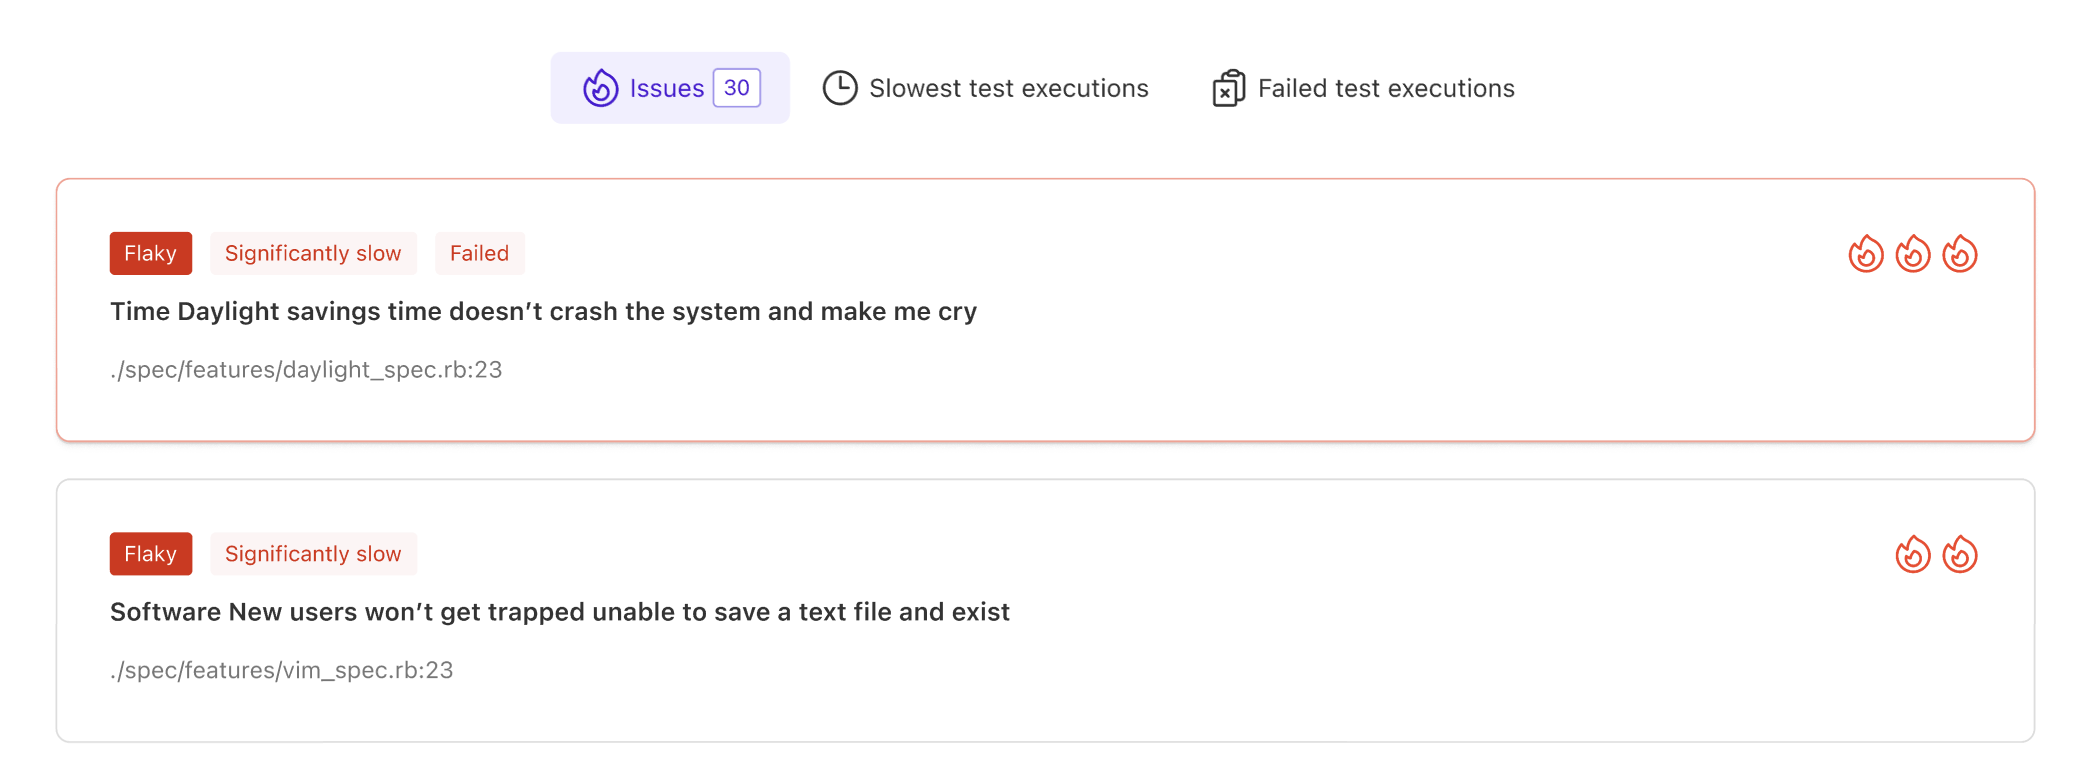 Issues 30 Slowest test executions Failed test executions
Flaky Significantly slow Failed
Time Daylight savings time doesn’t crash the system and make me cry
./spec/features/daylight_spec.rb:23
Flaky Significantly slow
Software New users won’t get trapped unable to save a text file and exist
./spec/features/vim_spec.rb:23